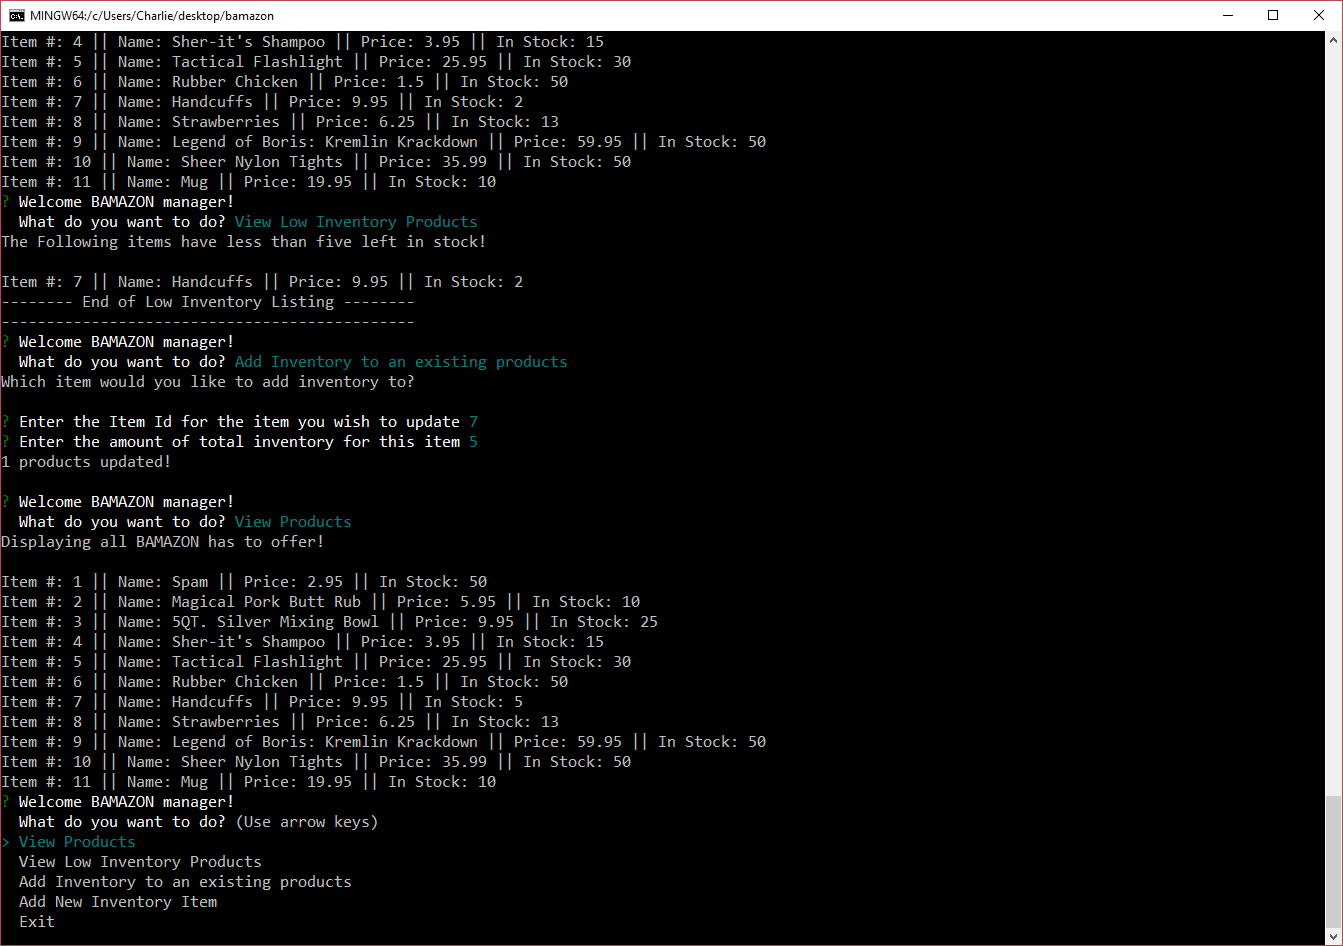 MINGW64:/c/Users/Charlie/desktop/bamazon
Item #: 4 || Name: Sher-it's Shampoo || Price: 3.95 || In Stock: 15
Item #: 5 || Name: Tactical Flashlight || Price: 25.95 || In Stock: 30
Item #: 6 || Name: Rubber Chicken || Price: 1.5 || In Stock: 50
Item #: 7 || Name: Handcuffs || Price: 9.95 || In Stock: 2
Item #: 8 || Name: Strawberries || Price: 6.25 || In Stock: 13
Item #: 9 || Name: Legend of Boris: Kremlin Krackdown || Price: 59.95 || In Stock: 50
Item #: 10 || Name: Sheer Nylon Tights || Price: 35.99 || In Stock: 50
Item #: 11 || Name: Mug || Price: 19.95 || In Stock: 10
? Welcome BAMAZON manager!
  What do you want to do? View Low Inventory Products
The Following items have less than five left in stock!

Item #: 7 || Name: Handcuffs || Price: 9.95 || In Stock: 2
-------- End of Low Inventory Listing --------
----------------------------------------------
? Welcome BAMAZON manager!
  What do you want to do? Add Inventory to an existing products
Which item would you like to add inventory to?

? Enter the Item Id for the item you wish to update 7
? Enter the amount of total inventory for this item 5
1 products updated!

? Welcome BAMAZON manager!
  What do you want to do? View Products
Displaying all BAMAZON has to offer!

Item #: 1 || Name: Spam || Price: 2.95 || In Stock: 50
Item #: 2 || Name: Magical Pork Butt Rub || Price: 5.95 || In Stock: 10
Item #: 3 || Name: 5QT. Silver Mixing Bowl || Price: 9.95 || In Stock: 25
Item #: 4 || Name: Sher-it's Shampoo || Price: 3.95 || In Stock: 15
Item #: 5 || Name: Tactical Flashlight || Price: 25.95 || In Stock: 30
Item #: 6 || Name: Rubber Chicken || Price: 1.5 || In Stock: 50
Item #: 7 || Name: Handcuffs || Price: 9.95 || In Stock: 5
Item #: 8 || Name: Strawberries || Price: 6.25 || In Stock: 13
Item #: 9 || Name: Legend of Boris: Kremlin Krackdown || Price: 59.95 || In Stock: 50
Item #: 10 || Name: Sheer Nylon Tights || Price: 35.99 || In Stock: 50
Item #: 11 || Name: Mug || Price: 19.95 || In Stock: 10
? Welcome BAMAZON manager!
  What do you want to do? (Use arrow keys)
> View Products
  View Low Inventory Products
  Add Inventory to an existing products
  Add New Inventory Item
  Exit